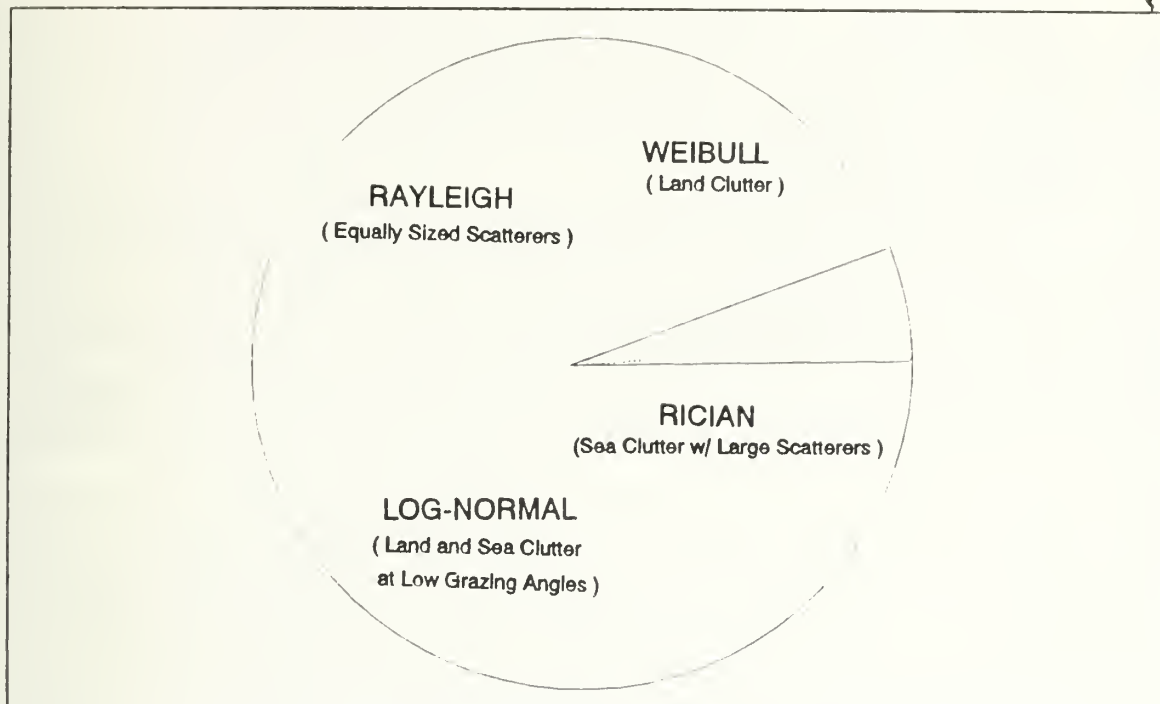 WEIBULL
( Land Clutter )
RAYLEIGH
( Equally Sized Scatterers )
RICIAN
(Sea Clutter w/ Large Scatterers )
LOG-NORMAL
( Land and Sea Clutter
at Low Grazing Angles )